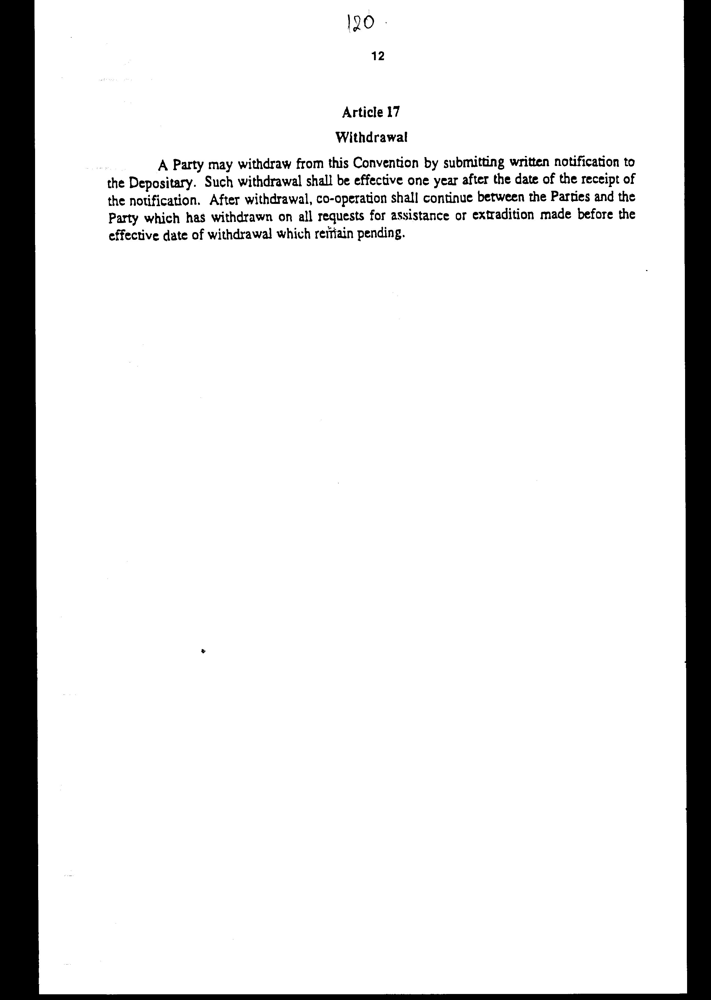 120
12
Article 17
Withdrawal
A Party may withdraw from this Convention by submitting written notification to
the Depositary. Such withdrawal shall be effective one year after the date of the receipt of
the notification. After withdrawal, co-operation shall continue between the Parties and the
Party which has withdrawn on all requests for assistance or extradition made before the
effective date of withdrawal which remain pending.